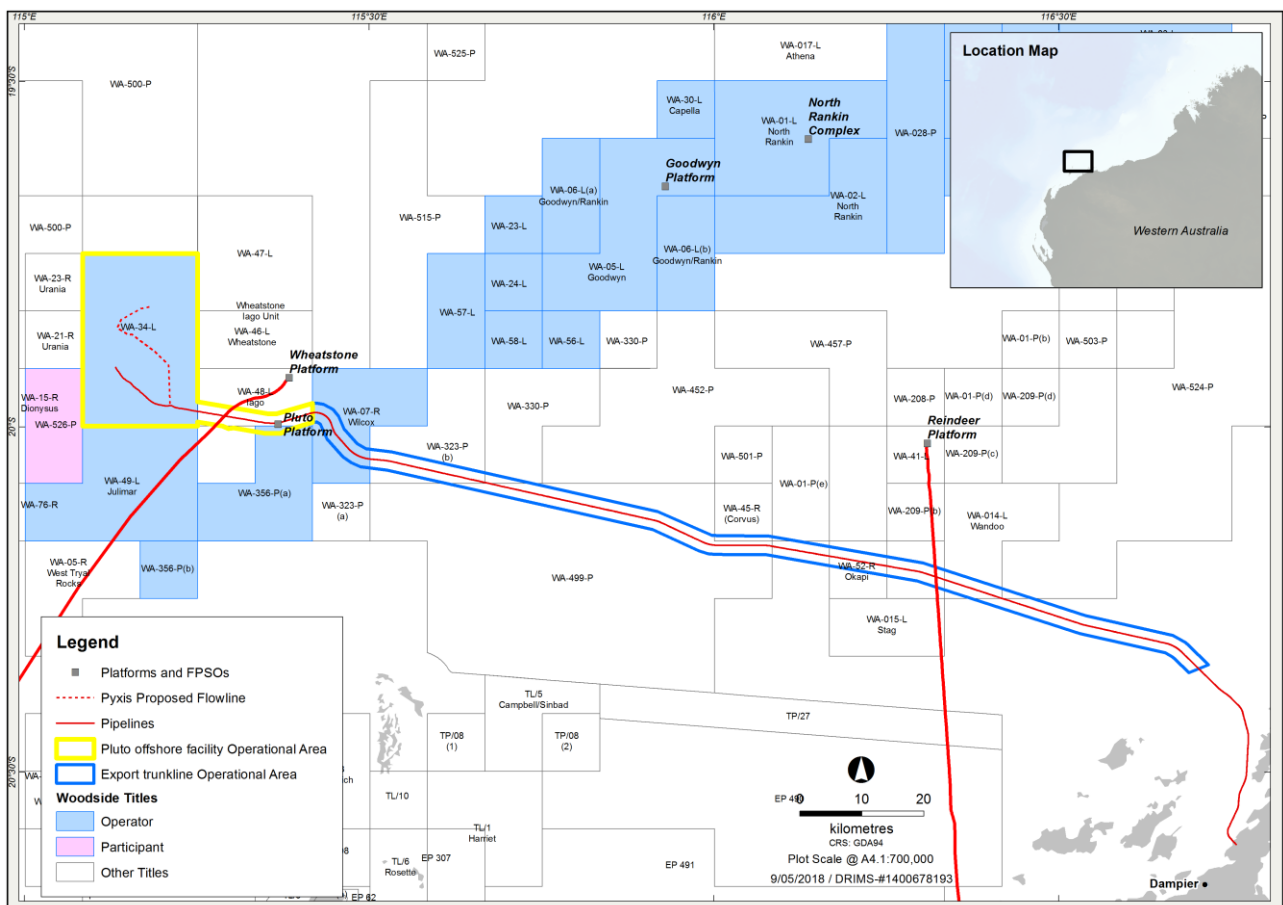 115°E
115°30'E
116°E
116°30'E
19°30'S
20°S
20°30'S
WA-500-P
WA-525-P
WA-017-L
Athena
WA-30-L
Capella
WA-01-L
North
Rankin
North
Rankin
Complex
WA-028-P
Location Map
Western Australia
Goodwyn
Platform
WA-06-L(a)
Goodwyn/Rankin
WA-02-L
North
Rankin
WA-500-P
WA-515-P
WA-23-L
WA-47-L
WA-06-L(b)
Goodwyn/Rankin
WA-05-L
Goodwyn
WA-23-R
Urania
WA-24-L
Wheatstone
Iago Unit
WA-57-L
WA-34-L
WA-21-R
Urania
WA-46-L
Wheatstone
WA-58-L
WA-56-L
WA-330-P
WA-457-P
WA-01-P(b)
WA-503-P
Wheatstone
Platform
WA-15-R
Dionysus
WA-526-P
WA-48-L
Iago
WA-07-R
Wilcox
WA-330-P
WA-452-P
WA-208-P
WA-01-P(d)
WA-209-P(d)
WA-524-P
Pluto
Platform
Reindeer
Platform
WA-323-P
(b)
WA-501-P
WA-41-L
WA-209-P(c)
WA-49-L
Julimar
WA-01-P(e)
WA-76-R
WA-356-P(a)
WA-323-P
(a)
WA-45-R
(Corvus)
WA-209-P(b)
WA-014-L
Wandoo
WA-05-R
West Tryal
Rocks
WA-356-P(b)
WA-499-P
WA-52-R
Okapi
WA-015-L
Stag
Legend
Platforms and FPSOs
Pyxis Proposed Flowline
Pipelines
Pluto offshore facility Operational Area
Export trunkline Operational Area
Woodside Titles
Operator
Participant
Other Titles
TL/5
Campbell/Sinbad
TP/27
TP/08
(1)
TP/08
(2)
TL/10
TL/1
Harriet
TL/6
Rosette
EP 307
EP 491
EP 62
0 10 20
kilometres
CRS: GDA94
Plot Scale @ A4.1:700,000
9/05/2018 / DRIMS-#1400678193
Dampier